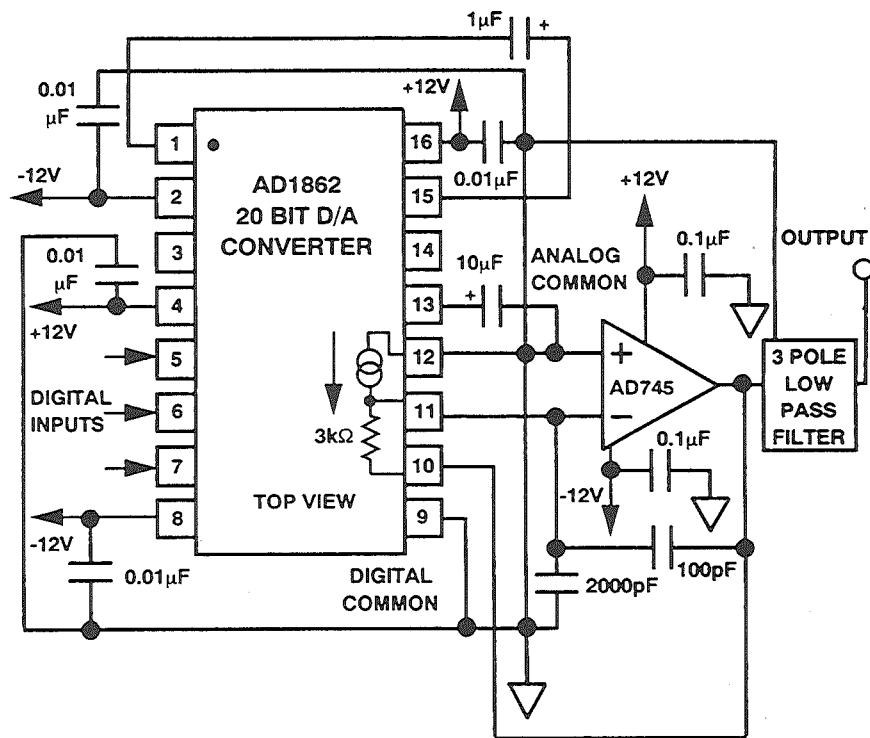 1μF
+
0.01
μF
+12V
0.01μF
-12V
1
2
3
4
5
6
7
8
16
15
14
13
12
11
10
9
AD1862
20 BIT D/A
CONVERTER
TOP VIEW
3kΩ
0.01
μF
+12V
DIGITAL
INPUTS
-12V
0.01μF
DIGITAL
COMMON
10μF
+
ANALOG
COMMON
+12V
0.1μF
OUTPUT
+
AD745
−
3 POLE
LOW
PASS
FILTER
0.1μF
-12V
2000pF
100pF